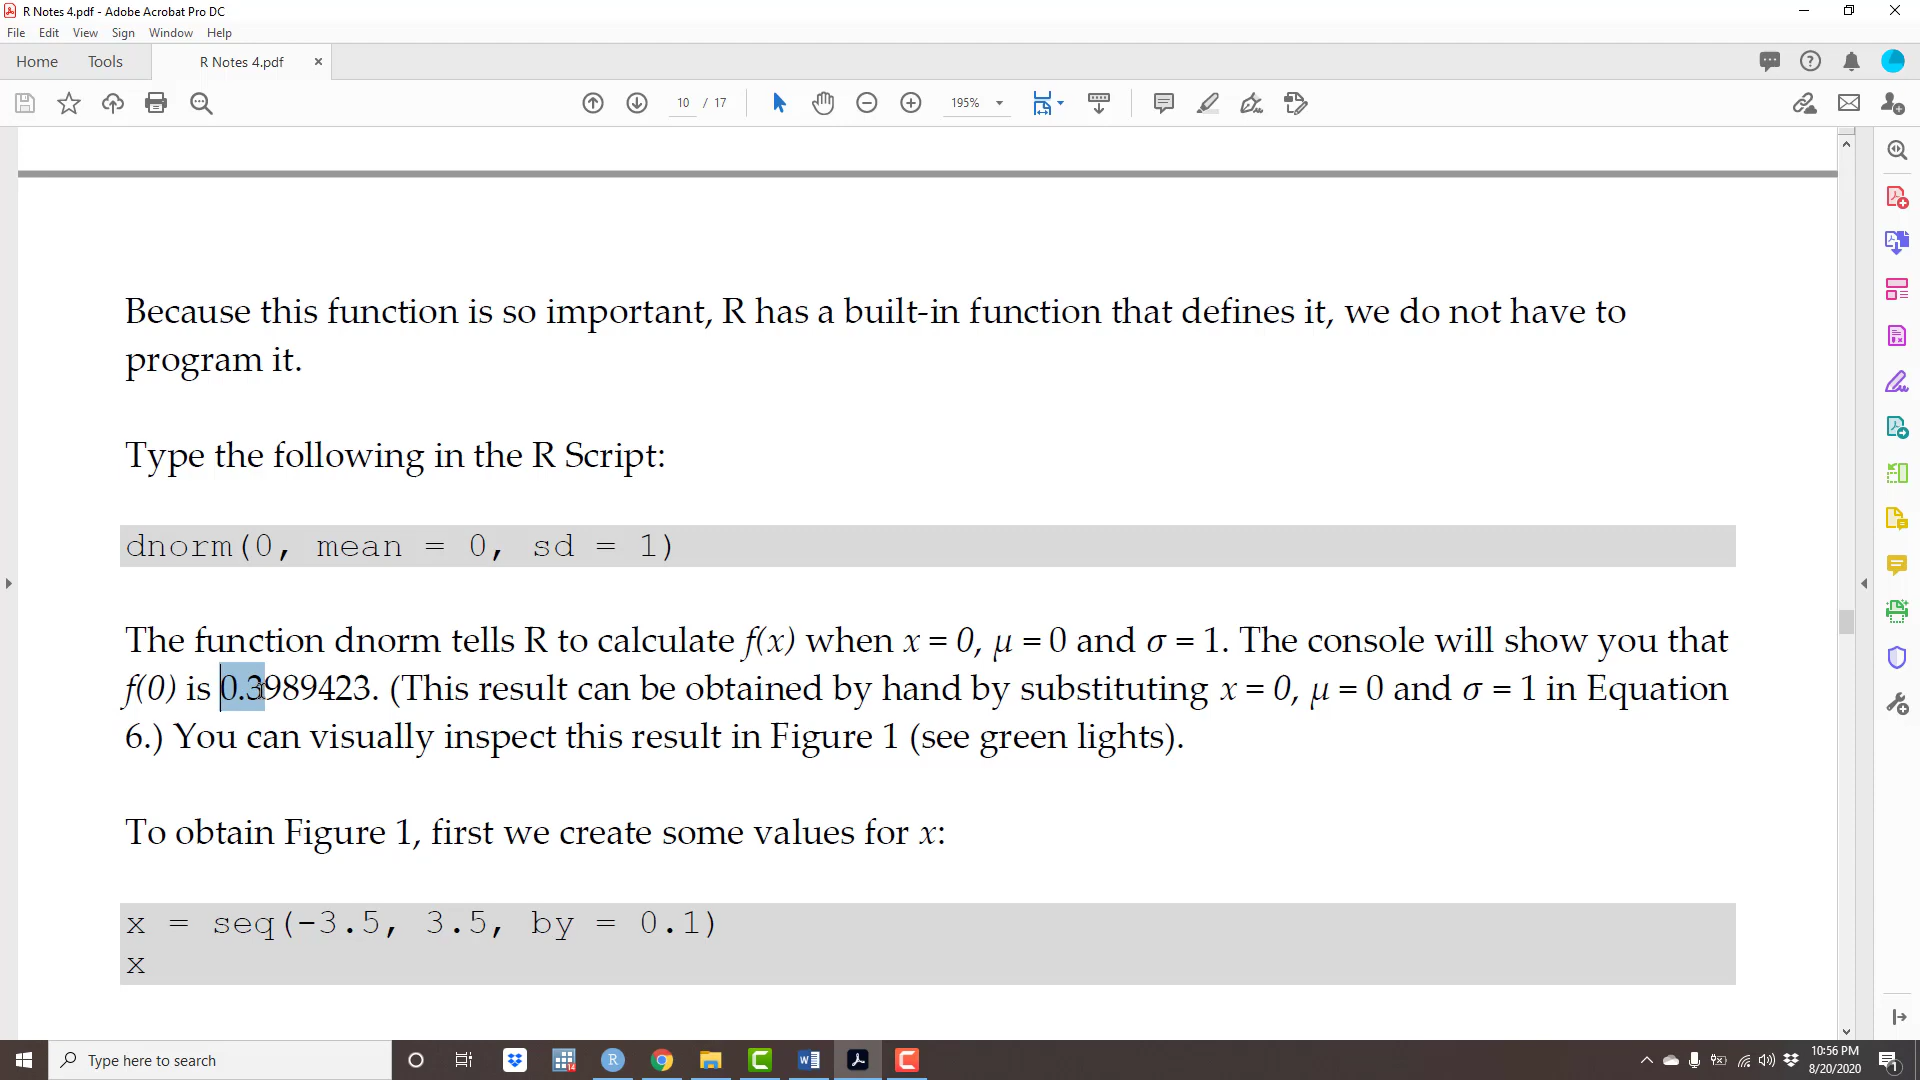 R Notes 4.pdf - Adobe Acrobat Pro DC
File Edit View Sign Window Help
Home Tools R Notes 4.pdf ×
10 / 17 195%
Because this function is so important, R has a built-in function that defines it, we do not have to
program it.
Type the following in the R Script:
dnorm(0, mean = 0, sd = 1)
The function dnorm tells R to calculate f(x) when x = 0, μ = 0 and σ = 1. The console will show you that
f(0) is 0.3989423. (This result can be obtained by hand by substituting x = 0, μ = 0 and σ = 1 in Equation
6.) You can visually inspect this result in Figure 1 (see green lights).
To obtain Figure 1, first we create some values for x:
x = seq(-3.5, 3.5, by = 0.1)
x
Type here to search
10:56 PM
8/20/2020